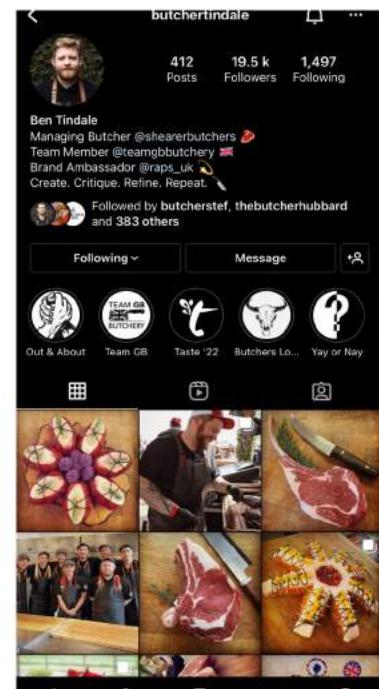 butchertindale
412 19.5 k 1,497
Posts Followers Following
Ben Tindale
Managing Butcher @shearerbutchers
Team Member @teamgbbutchery
Brand Ambassador @raps_uk
Create. Critique. Refine. Repeat.
Followed by butcherstef, thebutcherhubbard
and 383 others
Following Message
TEAM GB
BUTCHERY
Out & About Team GB Taste '22 Butchers Lo... Yay or Nay